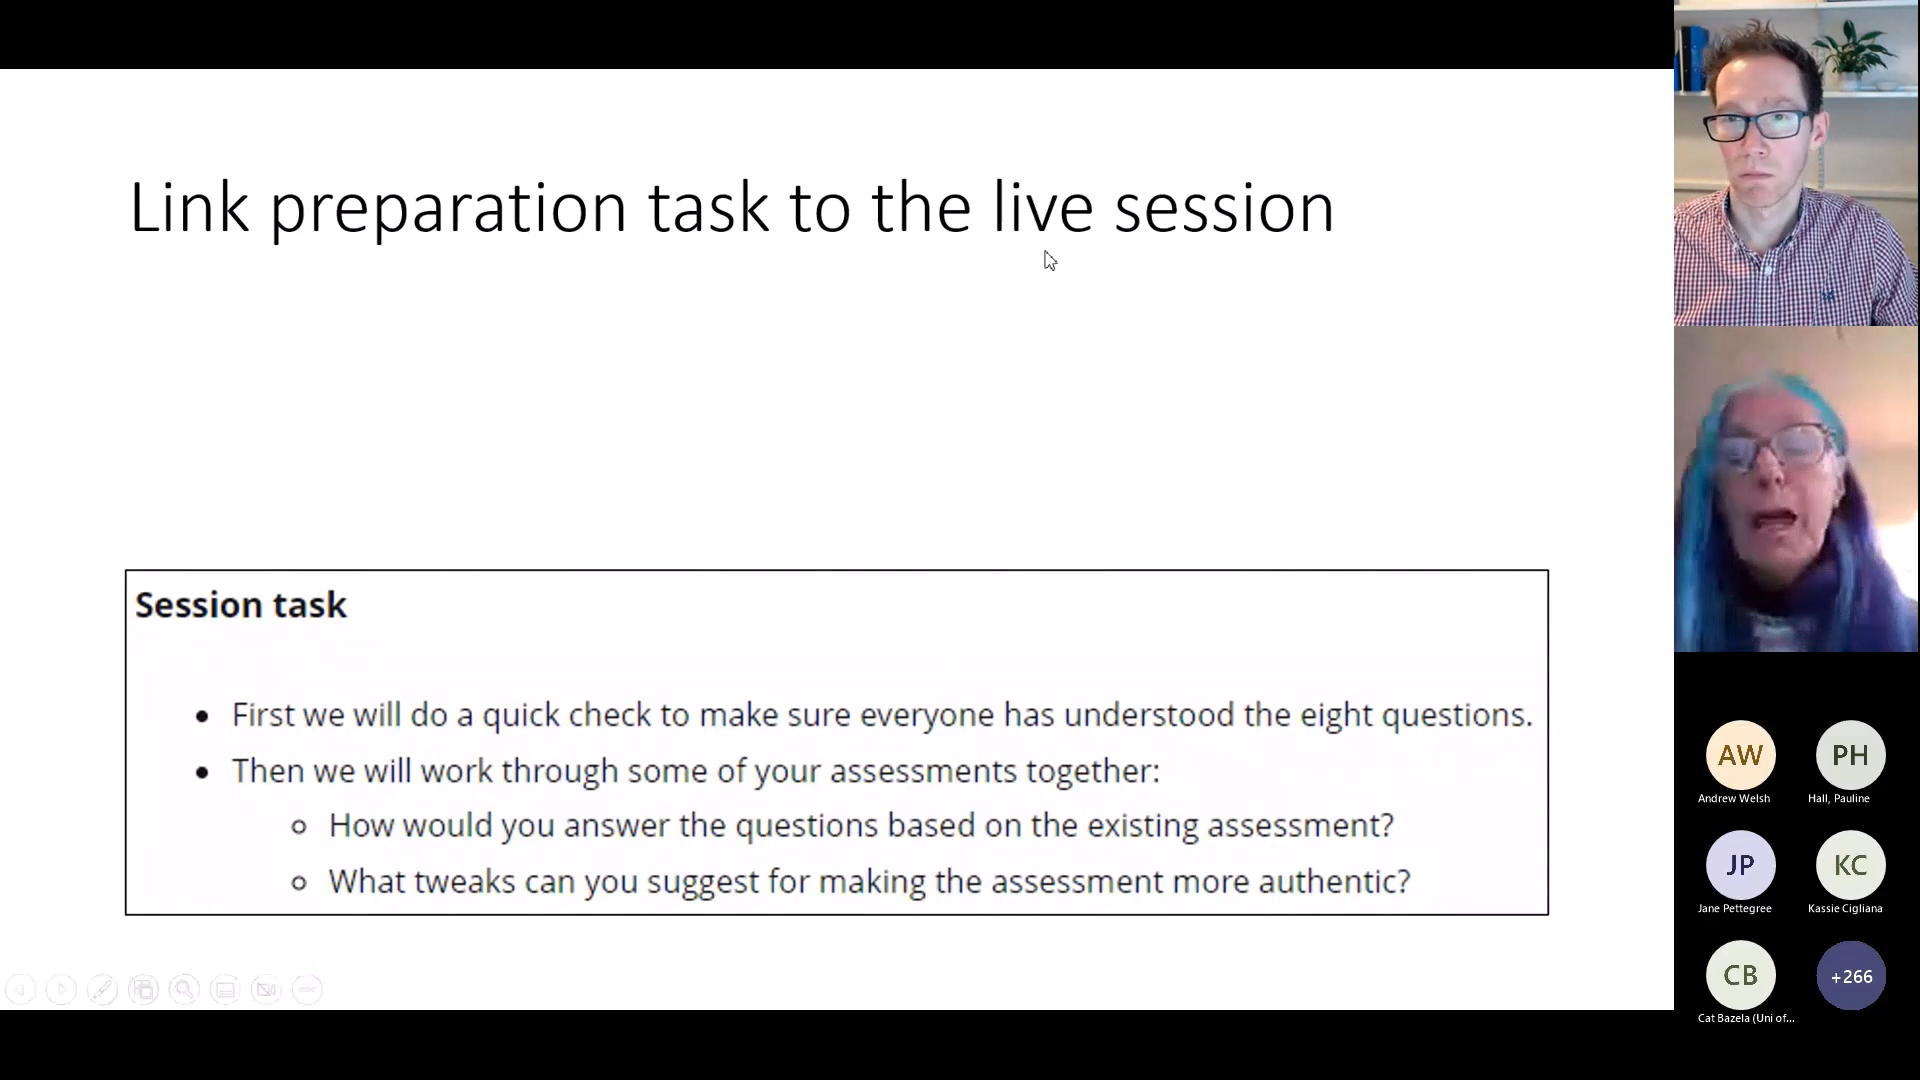 Link preparation task to the live session
Session task
• First we will do a quick check to make sure everyone has understood the eight questions.
• Then we will work through some of your assessments together:
o How would you answer the questions based on the existing assessment?
o What tweaks can you suggest for making the assessment more authentic?
AW
Andrew Welsh
PH
Hall, Pauline
JP
Jane Pettegree
KC
Kassie Cigliana
CB
Cat Bazela (Uni of...
+266